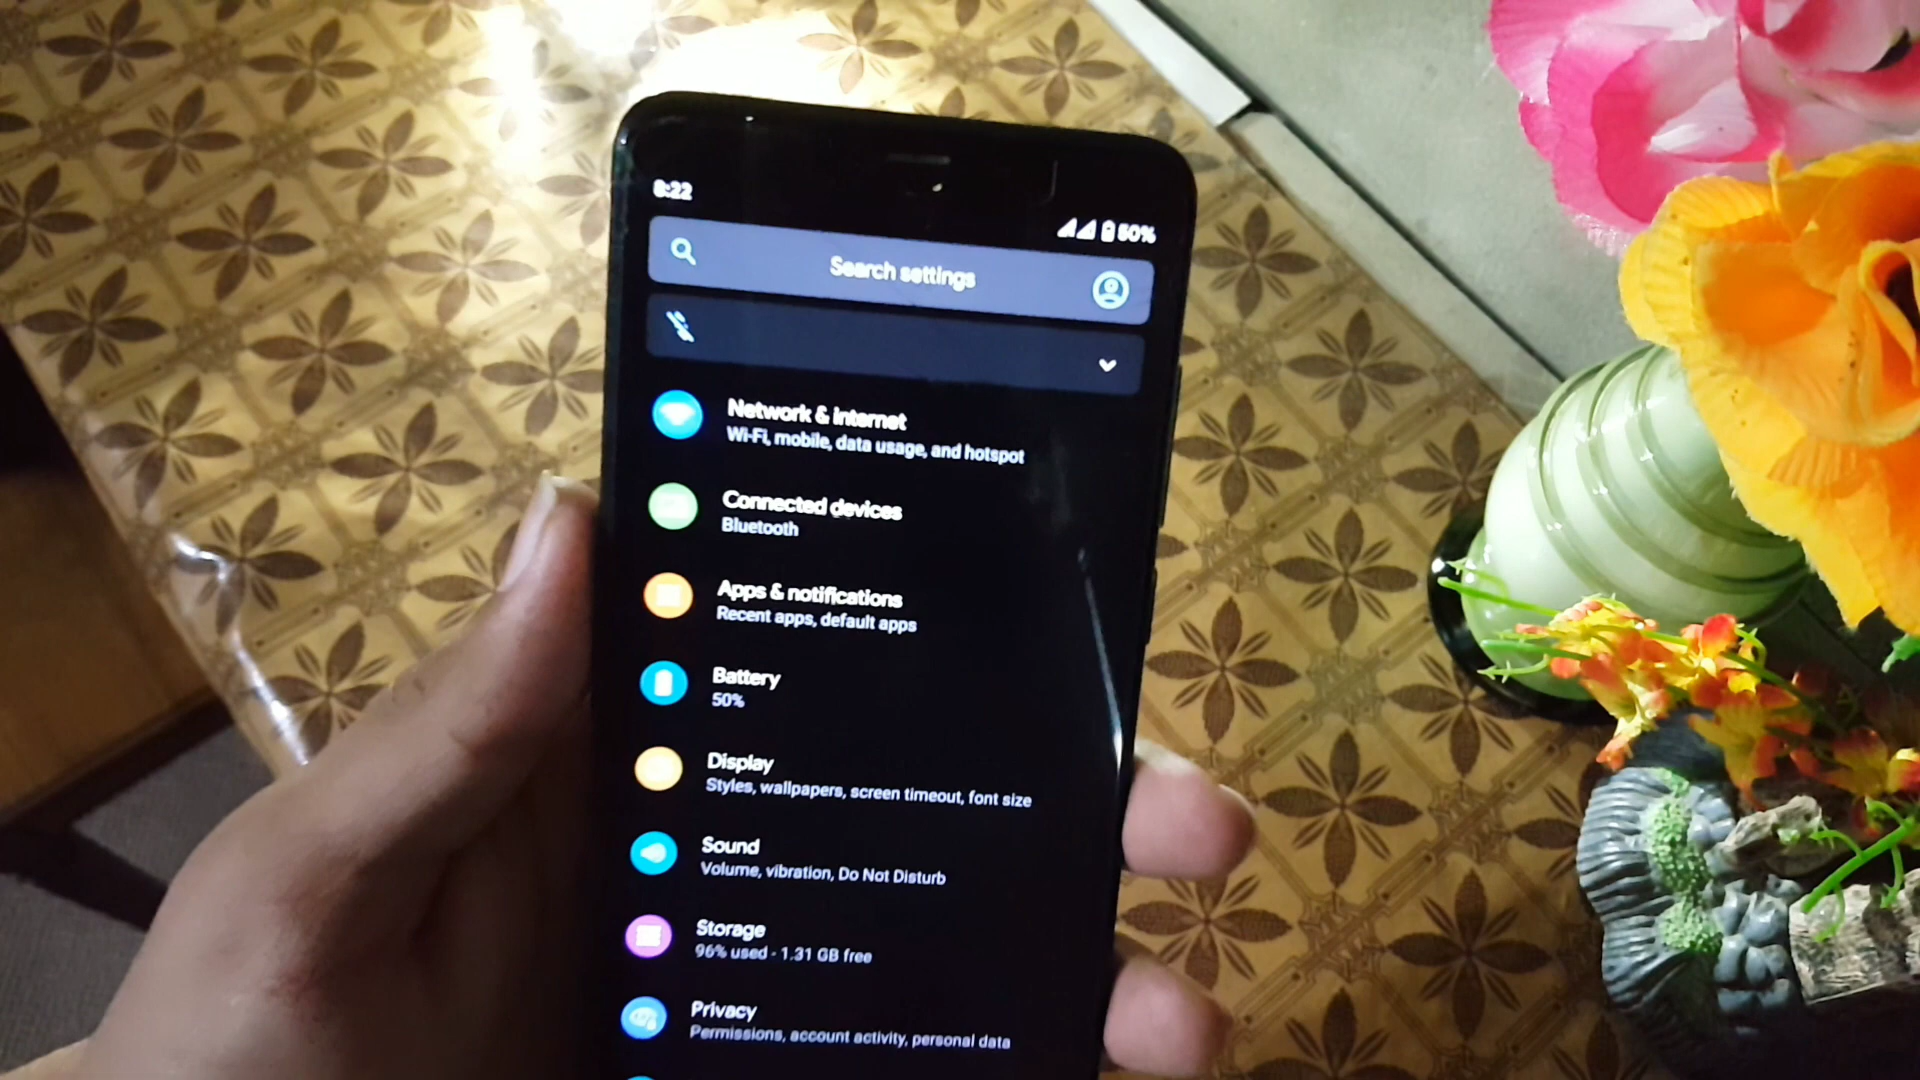 8:22
50%
Search settings
Network & internet
Wi-Fi, mobile, data usage, and hotspot
Connected devices
Bluetooth
Apps & notifications
Recent apps, default apps
Battery
50%
Display
Styles, wallpapers, screen timeout, font size
Sound
Volume, vibration, Do Not Disturb
Storage
96% used - 1.31 GB free
Privacy
Permissions, account activity, personal data